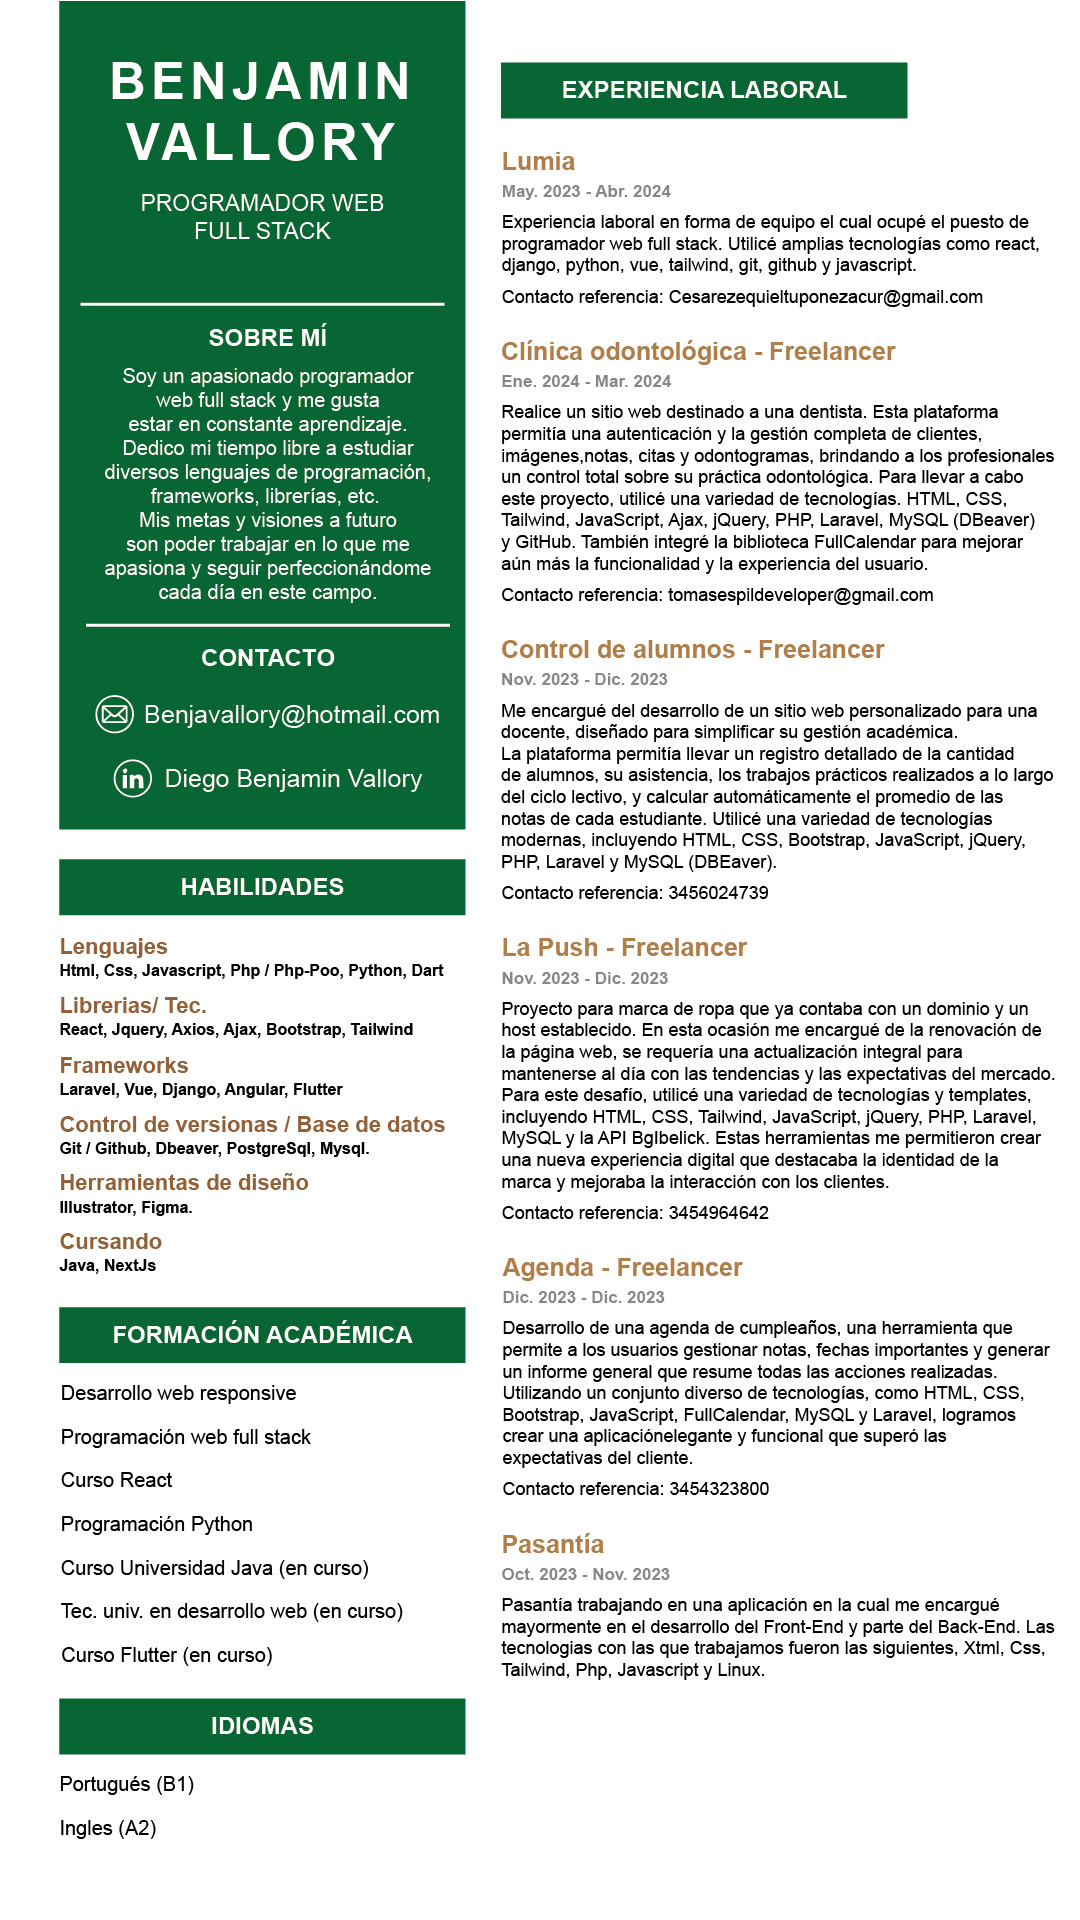 BENJAMIN
VALLORY
PROGRAMADOR WEB
FULL STACK
SOBRE MÍ
Soy un apasionado programador
web full stack y me gusta
estar en constante aprendizaje.
Dedico mi tiempo libre a estudiar
diversos lenguajes de programación,
frameworks, librerías, etc.
Mis metas y visiones a futuro
son poder trabajar en lo que me
apasiona y seguir perfeccionándome
cada día en este campo.
CONTACTO
Benjavallory@hotmail.com
in Diego Benjamin Vallory
HABILIDADES
Lenguajes
Html, Css, Javascript, Php / Php-Poo, Python, Dart
Librerias/ Tec.
React, Jquery, Axios, Ajax, Bootstrap, Tailwind
Frameworks
Laravel, Vue, Django, Angular, Flutter
Control de versionas / Base de datos
Git / Github, Dbeaver, PostgreSql, Mysql.
Herramientas de diseño
Illustrator, Figma.
Cursando
Java, NextJs
FORMACIÓN ACADÉMICA
Desarrollo web responsive
Programación web full stack
Curso React
Programación Python
Curso Universidad Java (en curso)
Tec. univ. en desarrollo web (en curso)
Curso Flutter (en curso)
IDIOMAS
Portugués (B1)
Ingles (A2)
EXPERIENCIA LABORAL
Lumia
May. 2023 - Abr. 2024
Experiencia laboral en forma de equipo el cual ocupé el puesto de
programador web full stack. Utilicé amplias tecnologías como react,
django, python, vue, tailwind, git, github y javascript.
Contacto referencia: Cesarezequieltuponezacur@gmail.com
Clínica odontológica - Freelancer
Ene. 2024 - Mar. 2024
Realice un sitio web destinado a una dentista. Esta plataforma
permitía una autenticación y la gestión completa de clientes,
imágenes,notas, citas y odontogramas, brindando a los profesionales
un control total sobre su práctica odontológica. Para llevar a cabo
este proyecto, utilicé una variedad de tecnologías. HTML, CSS,
Tailwind, JavaScript, Ajax, jQuery, PHP, Laravel, MySQL (DBeaver)
y GitHub. También integré la biblioteca FullCalendar para mejorar
aún más la funcionalidad y la experiencia del usuario.
Contacto referencia: tomasespildeveloper@gmail.com
Control de alumnos - Freelancer
Nov. 2023 - Dic. 2023
Me encargué del desarrollo de un sitio web personalizado para una
docente, diseñado para simplificar su gestión académica.
La plataforma permitía llevar un registro detallado de la cantidad
de alumnos, su asistencia, los trabajos prácticos realizados a lo largo
del ciclo lectivo, y calcular automáticamente el promedio de las
notas de cada estudiante. Utilicé una variedad de tecnologías
modernas, incluyendo HTML, CSS, Bootstrap, JavaScript, jQuery,
PHP, Laravel y MySQL (DBEaver).
Contacto referencia: 3456024739
La Push - Freelancer
Nov. 2023 - Dic. 2023
Proyecto para marca de ropa que ya contaba con un dominio y un
host establecido. En esta ocasión me encargué de la renovación de
la página web, se requería una actualización integral para
mantenerse al día con las tendencias y las expectativas del mercado.
Para este desafío, utilicé una variedad de tecnologías y templates,
incluyendo HTML, CSS, Tailwind, JavaScript, jQuery, PHP, Laravel,
MySQL y la API Bglbelick. Estas herramientas me permitieron crear
una nueva experiencia digital que destacaba la identidad de la
marca y mejoraba la interacción con los clientes.
Contacto referencia: 3454964642
Agenda - Freelancer
Dic. 2023 - Dic. 2023
Desarrollo de una agenda de cumpleaños, una herramienta que
permite a los usuarios gestionar notas, fechas importantes y generar
un informe general que resume todas las acciones realizadas.
Utilizando un conjunto diverso de tecnologías, como HTML, CSS,
Bootstrap, JavaScript, FullCalendar, MySQL y Laravel, logramos
crear una aplicaciónelegante y funcional que superó las
expectativas del cliente.
Contacto referencia: 3454323800
Pasantía
Oct. 2023 - Nov. 2023
Pasantía trabajando en una aplicación en la cual me encargué
mayormente en el desarrollo del Front-End y parte del Back-End. Las
tecnologias con las que trabajamos fueron las siguientes, Xtml, Css,
Tailwind, Php, Javascript y Linux.